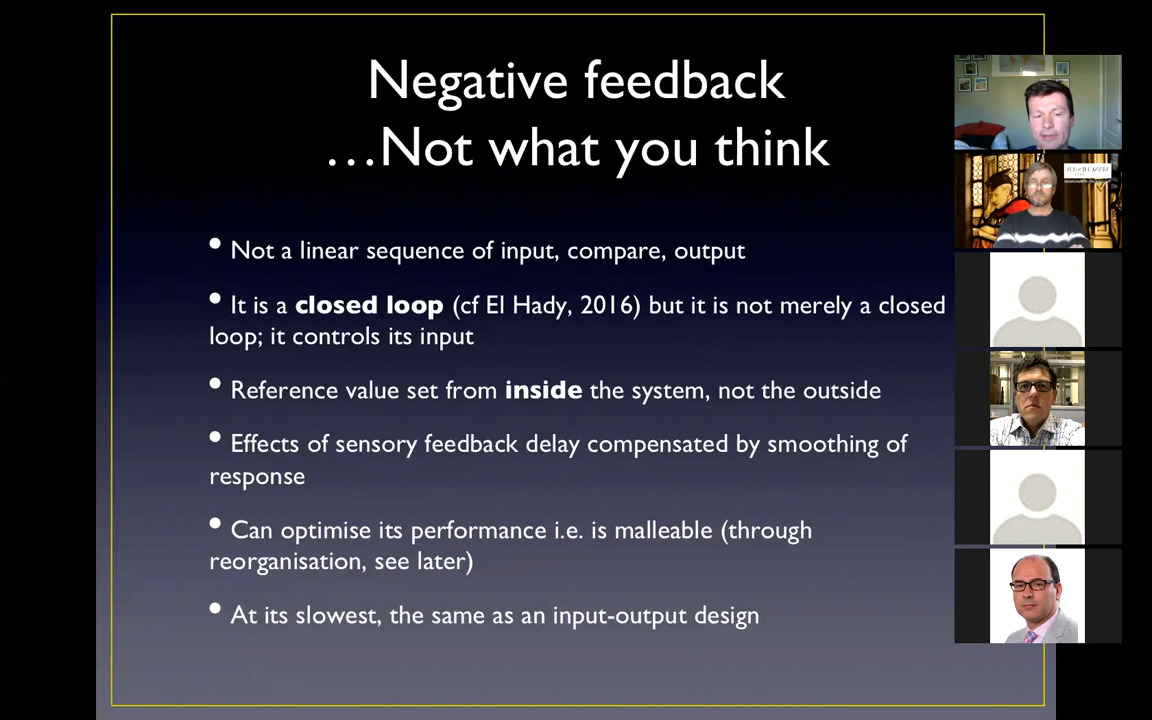 Negative feedback
…Not what you think
• Not a linear sequence of input, compare, output
• It is a closed loop (cf El Hady, 2016) but it is not merely a closed
loop; it controls its input
• Reference value set from inside the system, not the outside
• Effects of sensory feedback delay compensated by smoothing of
response
• Can optimise its performance i.e. is malleable (through
reorganisation, see later)
• At its slowest, the same as an input-output design